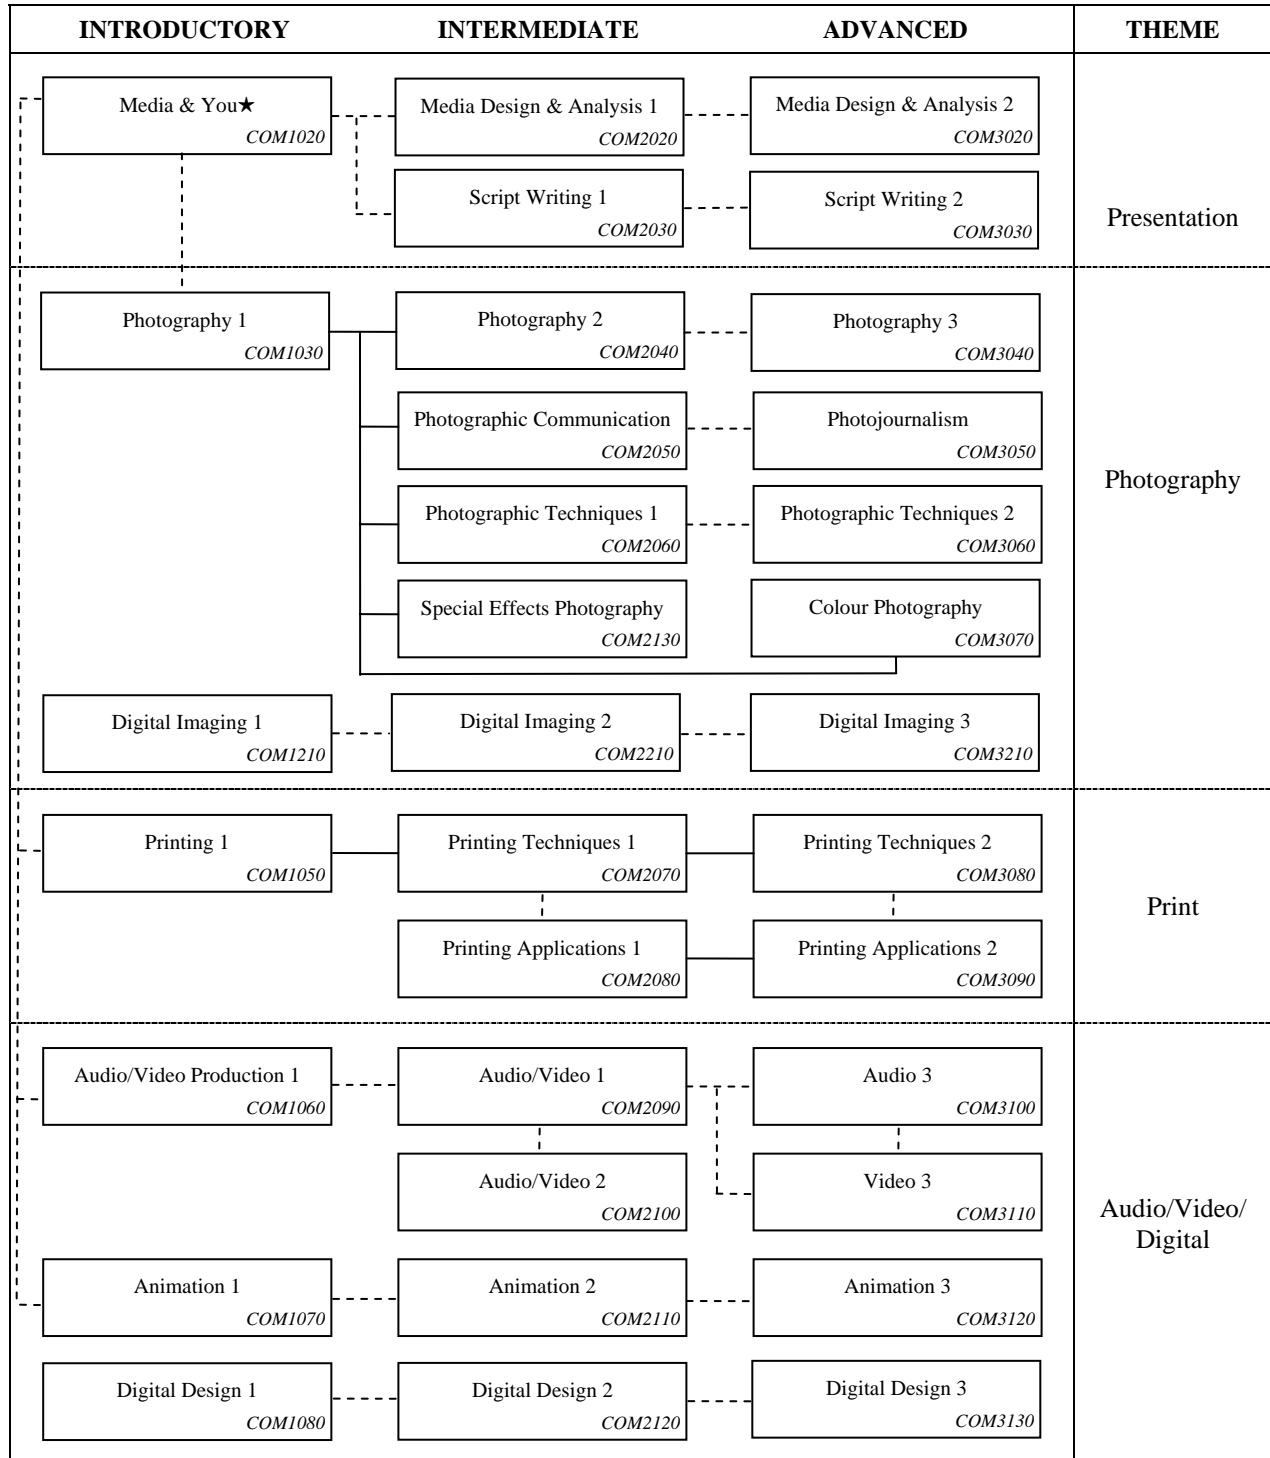 INTRODUCTORY INTERMEDIATE ADVANCED THEME
Media & You★
COM1020
Media Design & Analysis 1
COM2020
Media Design & Analysis 2
COM3020
Script Writing 1
COM2030
Script Writing 2
COM3030
Presentation
Photography 1
COM1030
Photography 2
COM2040
Photography 3
COM3040
Photographic Communication
COM2050
Photojournalism
COM3050
Photography
Photographic Techniques 1
COM2060
Photographic Techniques 2
COM3060
Special Effects Photography
COM2130
Colour Photography
COM3070
Digital Imaging 1
COM1210
Digital Imaging 2
COM2210
Digital Imaging 3
COM3210
Printing 1
COM1050
Printing Techniques 1
COM2070
Printing Techniques 2
COM3080
Print
Printing Applications 1
COM2080
Printing Applications 2
COM3090
Audio/Video Production 1
COM1060
Audio/Video 1
COM2090
Audio 3
COM3100
Audio/Video 2
COM2100
Video 3
COM3110
Audio/Video/
Digital
Animation 1
COM1070
Animation 2
COM2110
Animation 3
COM3120
Digital Design 1
COM1080
Digital Design 2
COM2120
Digital Design 3
COM3130